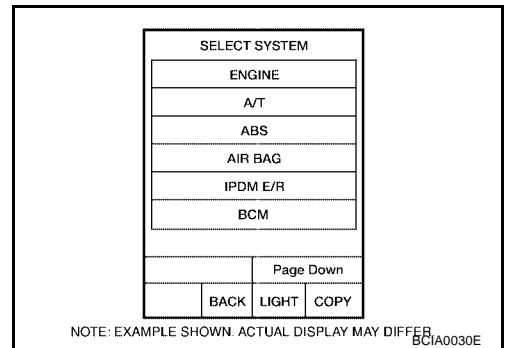 SELECT SYSTEM
ENGINE
A/T
ABS
AIR BAG
IPDM E/R
BCM
Page Down
BACK LIGHT COPY
NOTE: EXAMPLE SHOWN. ACTUAL DISPLAY MAY DIFFER.
BCIA0030E